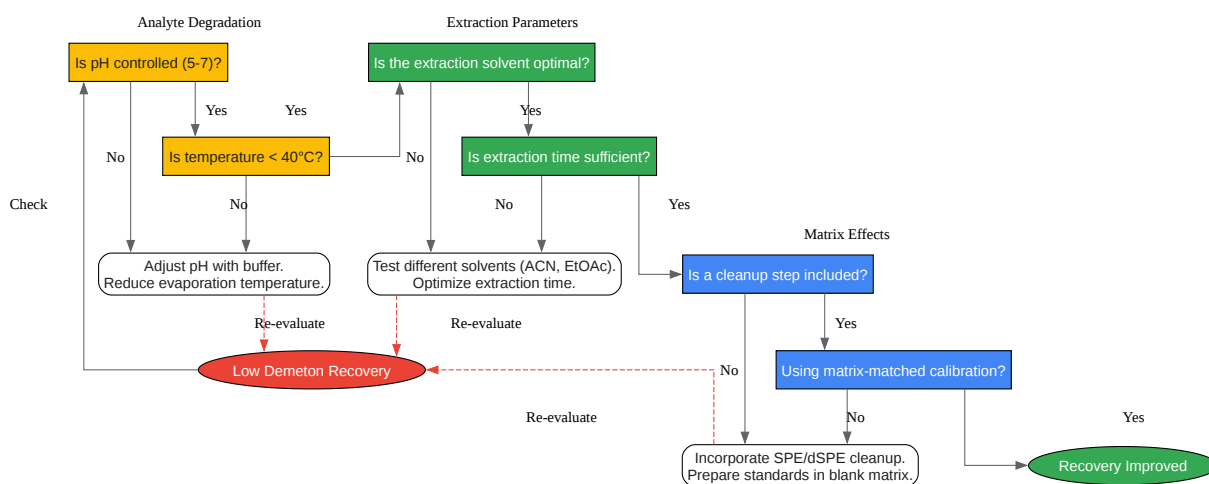 Analyte Degradation
Extraction Parameters
Is pH controlled (5-7)?
Is the extraction solvent optimal?
Yes
Yes
Yes
No
Is temperature < 40°C?
No
Is extraction time sufficient?
Check
No
No
Yes
Matrix Effects
Adjust pH with buffer.
Reduce evaporation temperature.
Test different solvents (ACN, EtOAc).
Optimize extraction time.
Is a cleanup step included?
Re-evaluate
Re-evaluate
Yes
Low Demeton Recovery
No
Using matrix-matched calibration?
Re-evaluate
No
Yes
Incorporate SPE/dSPE cleanup.
Prepare standards in blank matrix.
Recovery Improved